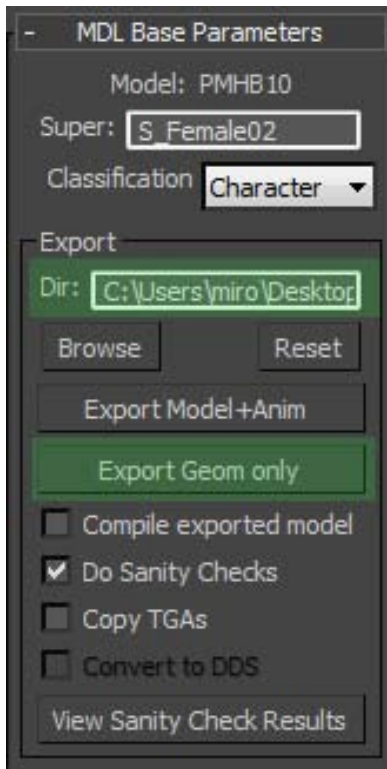 - MDL Base Parameters
Model: PMHB10
Super: S_Female02
Classification Character
Export
Dir: C:\Users\miro\Desktop
Browse Reset
Export Model+Anim
Export Geom only
Compile exported model
Do Sanity Checks
Copy TGAs
Convert to DDS
View Sanity Check Results